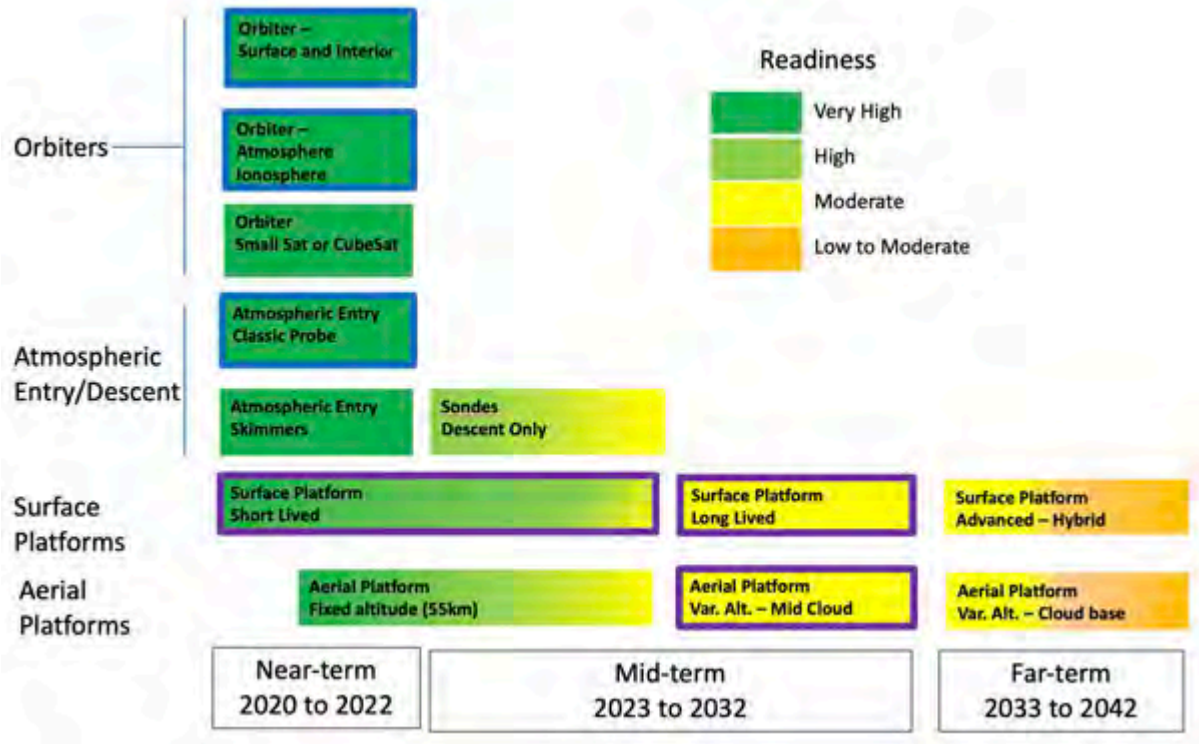 Orbiters
Orbiter –
Surface and Interior
Orbiter –
Atmosphere
Ionosphere
Orbiter
Small Sat or CubeSat
Readiness
Very High
High
Moderate
Low to Moderate
Atmospheric
Entry/Descent
Atmospheric Entry
Classic Probe
Atmospheric Entry
Skimmers
Sondes
Descent Only
Surface
Platforms
Surface Platform
Short Lived
Surface Platform
Long Lived
Surface Platform
Advanced – Hybrid
Aerial
Platforms
Aerial Platform
Fixed altitude (55km)
Aerial Platform
Var. Alt. – Mid Cloud
Aerial Platform
Var. Alt. – Cloud base
Near-term
2020 to 2022
Mid-term
2023 to 2032
Far-term
2033 to 2042